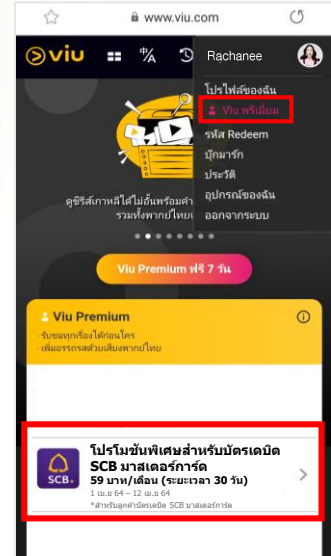 www.viu.com
viu
中/A
Rachanee
โปรไฟล์ของฉัน
Viu พรีเมี่ยม
รหัส Redeem
บุ๊กมาร์ก
ประวัติ
อุปกรณ์ของฉัน
ออกจากระบบ
ดูซีรีส์เกาหลีได้ไม่อั้นพร้อมคำ
รวมทั้งพากย์ไทย
Viu Premium ฟรี 7 วัน
Viu Premium
- รับชมทุกเรื่องได้ก่อนใคร
- เพิ่มอรรถรสด้วยเสียงพากย์ไทย
SCB
โปรโมชันพิเศษสำหรับบัตรเดบิต
SCB มาสเตอร์การ์ด
59 บาท/เดือน (ระยะเวลา 30 วัน)
1 เม.ย 64 – 12 เม.ย 64
*สำหรับลูกค้าบัตรเดบิต SCB มาสเตอร์การ์ด